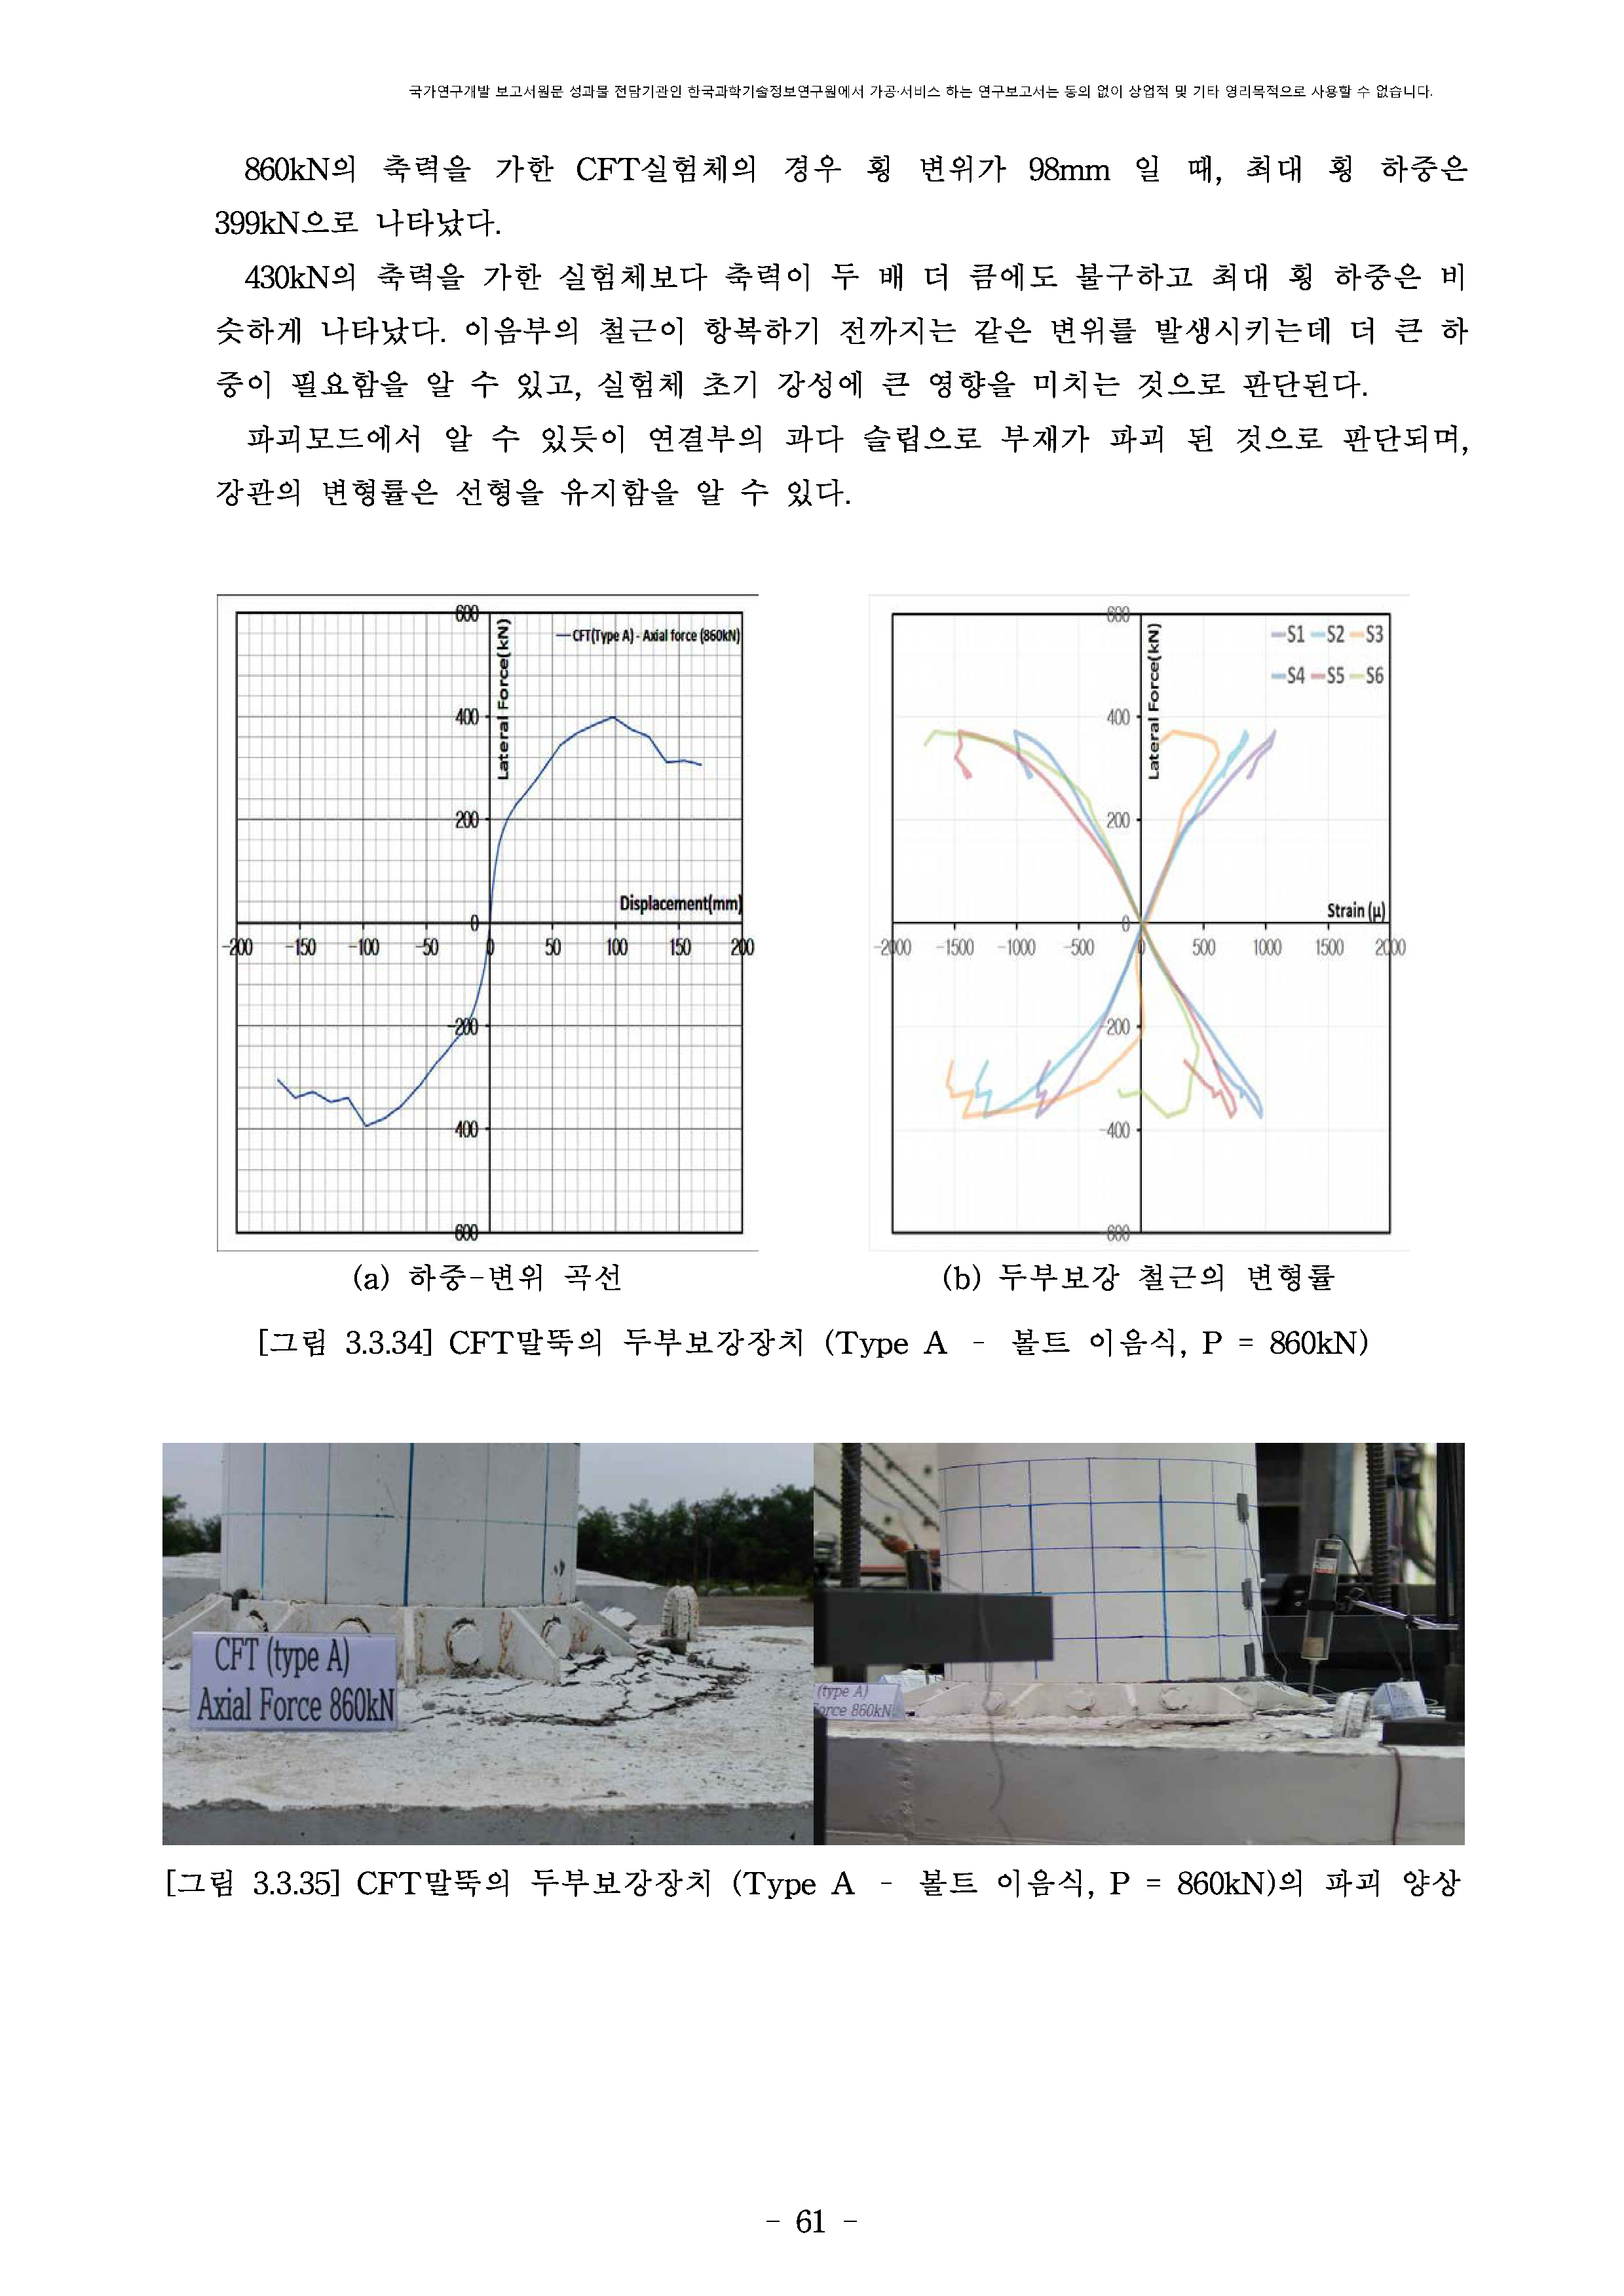 국가연구개발 보고서원문 성과물 전담기관인 한국과학기술정보연구원에서 가공·서비스 하는 연구보고서는 동의 없이 상업적 및 기타 영리목적으로 사용할 수 없습니다.
860kN의 축력을 가한 CFT실험체의 경우 횡 변위가 98mm 일 때, 최대 횡 하중은
399kN으로 나타났다.
430kN의 축력을 가한 실험체보다 축력이 두 배 더 큼에도 불구하고 최대 횡 하중은 비
슷하게 나타났다. 이음부의 철근이 항복하기 전까지는 같은 변위를 발생시키는데 더 큰 하
중이 필요함을 알 수 있고, 실험체 초기 강성에 큰 영향을 미치는 것으로 판단된다.
파괴모드에서 알 수 있듯이 연결부의 과다 슬립으로 부재가 파괴 된 것으로 판단되며,
강관의 변형률은 선형을 유지함을 알 수 있다.
600
Lateral Force(kN)
CFT(Type A) - Axial force (860kN)
400
200
Displacement(mm)
0
-200 -150 -100 -50 0 50 100 150 200
-200
-400
-600
600
Lateral Force(kN)
S1 S2 S3
S4 S5 S6
400
200
Strain (μ)
0
-2000 -1500 -1000 -500 0 500 1000 1500 2000
-200
-400
-600
(a) 하중-변위 곡선
(b) 두부보강 철근의 변형률
[그림 3.3.34] CFT말뚝의 두부보강장치 (Type A - 볼트 이음식, P = 860kN)
CFT (type A)
Axial Force 860kN
(type A)
Force 860kN
[그림 3.3.35] CFT말뚝의 두부보강장치 (Type A - 볼트 이음식, P = 860kN)의 파괴 양상
- 61 -